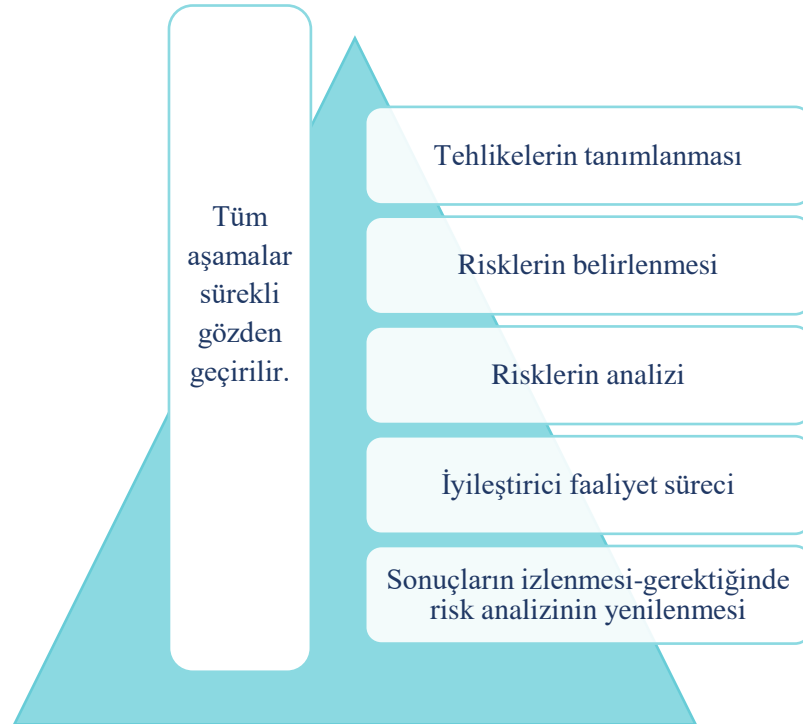 Tüm
aşamalar
sürekli
gözden
geçirilir.
Tehlikelerin tanımlanması
Risklerin belirlenmesi
Risklerin analizi
İyileştirici faaliyet süreci
Sonuçların izlenmesi-gerektiğinde
risk analizinin yenilenmesi